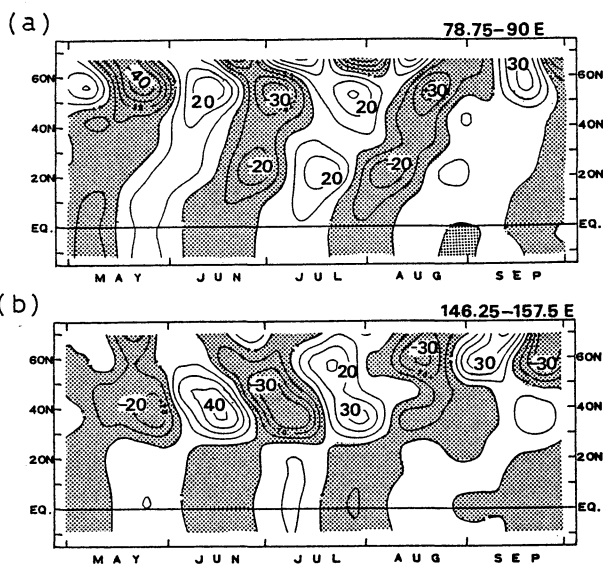 (a)
78.75–90 E
60N 40 20 30 20 30 30 60N
40N 40N
20N 20 20 20 20N
EQ. EQ.
M A Y J U N J U L A U G S E P
(b)
146.25–157.5 E
60N -30 20 -30 30 -30 60N
40N -20 40 30 40N
20N 20N
EQ. EQ.
M A Y J U N J U L A U G S E P